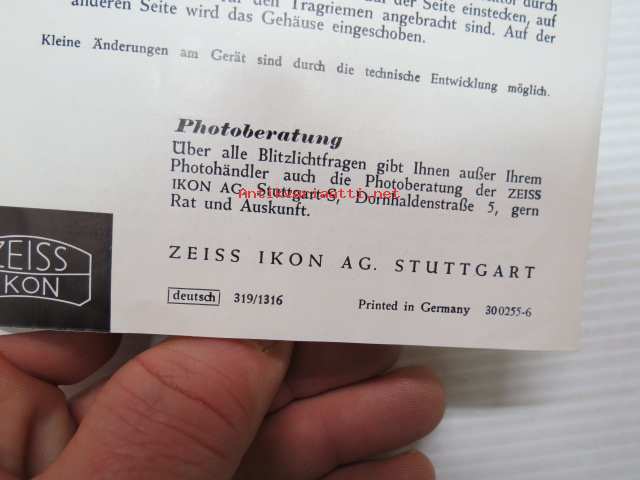 durch
der Seite einstecken, auf
den Tragriemen angebracht sind. Auf der
anderen Seite wird das Gehäuse eingeschoben.
Kleine Änderungen am Gerät sind durch die technische Entwicklung möglich.
Photoberatung
Über alle Blitzlichtfragen gibt Ihnen außer Ihrem
Photohändler auch die Photoberatung der ZEISS
IKON AG. Stuttgart-S, Dornhaldenstraße 5, gern
Rat und Auskunft.
ZEISS IKON AG. STUTTGART
deutsch 319/1316 Printed in Germany 300255-6
ZEISS
IKON